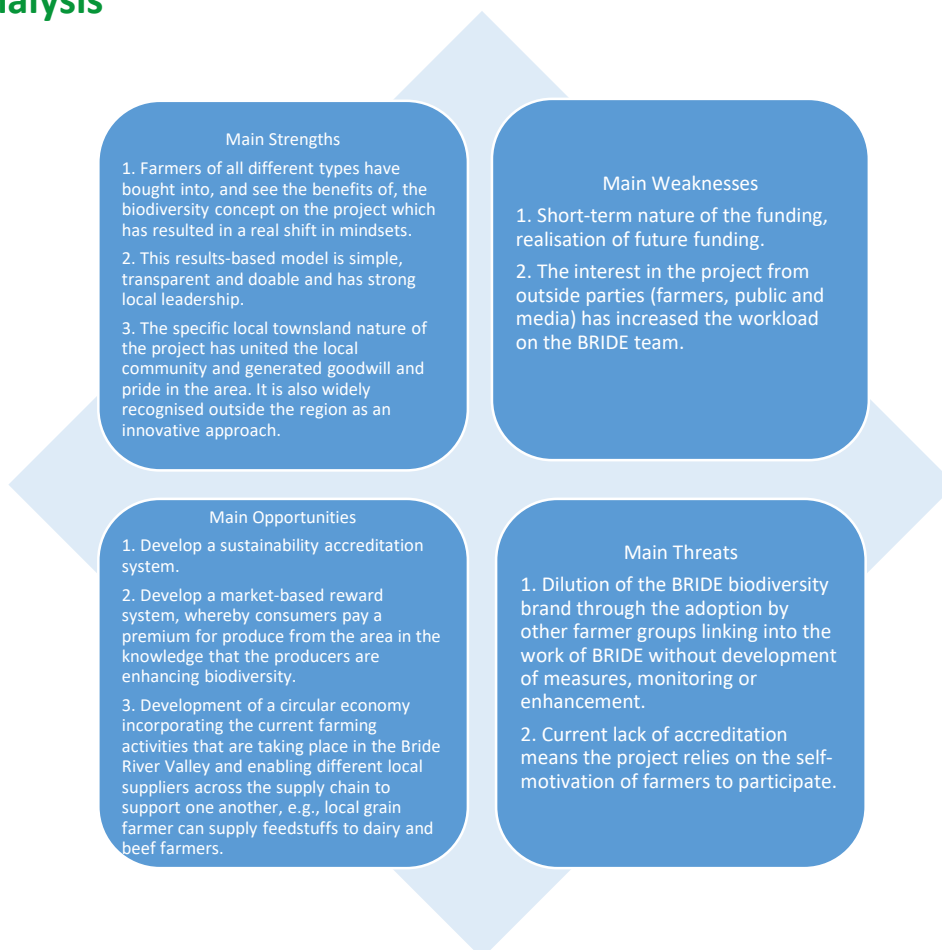 alysis
Main Strengths
1. Farmers of all different types have
bought into, and see the benefits of, the
biodiversity concept on the project which
has resulted in a real shift in mindsets.
2. This results-based model is simple,
transparent and doable and has strong
local leadership.
3. The specific local townsland nature of
the project has united the local
community and generated goodwill and
pride in the area. It is also widely
recognised outside the region as an
innovative approach.
Main Weaknesses
1. Short-term nature of the funding,
realisation of future funding.
2. The interest in the project from
outside parties (farmers, public and
media) has increased the workload
on the BRIDE team.
Main Opportunities
1. Develop a sustainability accreditation
system.
2. Develop a market-based reward
system, whereby consumers pay a
premium for produce from the area in the
knowledge that the producers are
enhancing biodiversity.
3. Development of a circular economy
incorporating the current farming
activities that are taking place in the Bride
River Valley and enabling different local
suppliers across the supply chain to
support one another, e.g., local grain
farmer can supply feedstuffs to dairy and
beef farmers.
Main Threats
1. Dilution of the BRIDE biodiversity
brand through the adoption by
other farmer groups linking into the
work of BRIDE without development
of measures, monitoring or
enhancement.
2. Current lack of accreditation
means the project relies on the self-
motivation of farmers to participate.